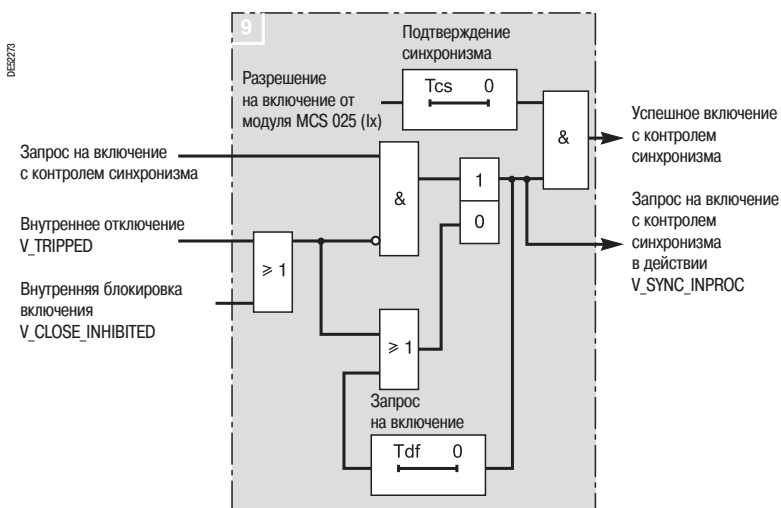 DE52273
9
Подтверждение
синхронизма
Tcs 0
Разрешение
на включение от
модуля MCS 025 (Ix)
Запрос на включение
с контролем синхронизма
&
&
1
0
Успешное включение
с контролем
синхронизма
Запрос на включение
с контролем
синхронизма
в действии
V_SYNC_INPROC
Внутреннее отключение
V_TRIPPED
≥ 1
Внутренняя блокировка
включения
V_CLOSE_INHIBITED
≥ 1
Запрос
на включение
Tdf 0